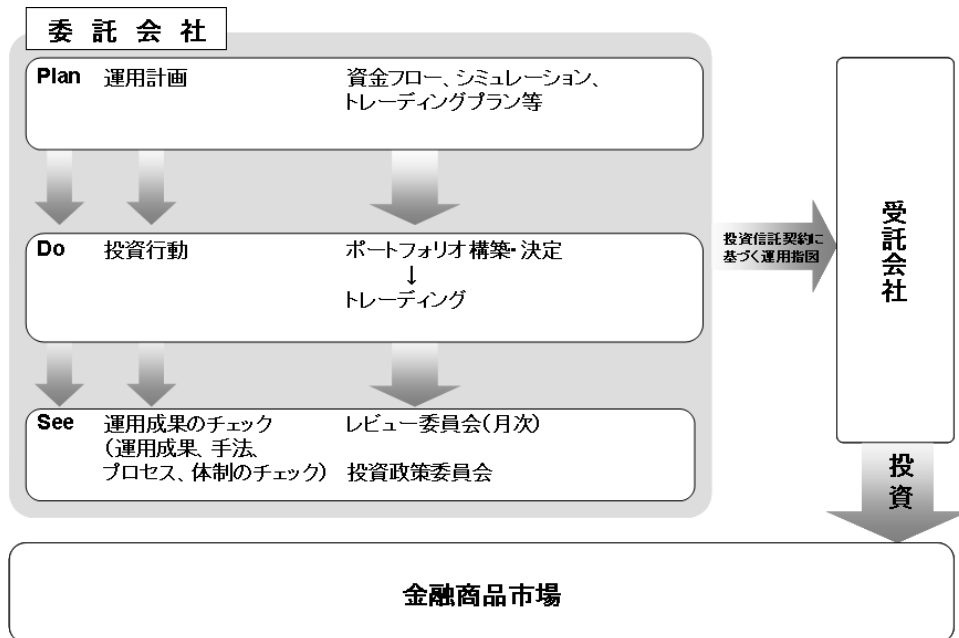 委託会社
Plan 運用計画 資金フロー、シミュレーション、
トレーディングプラン等
Do 投資行動 ポートフォリオ構築・決定
↓
トレーディング
See 運用成果のチェック レビュー委員会(月次)
(運用成果、手法、
プロセス、体制のチェック) 投資政策委員会
投資信託契約に
基づく運用指図
受託会社
投資
金融商品市場